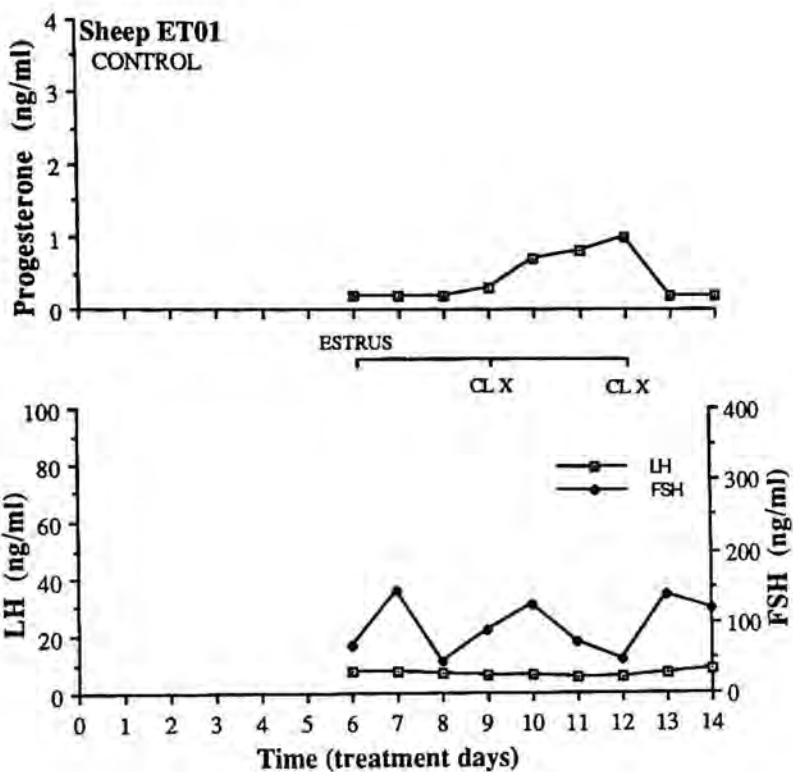 Sheep ET01
CONTROL
Progesterone (ng/ml)
4
3
2
1
0
ESTRUS
CL X
CL X
LH (ng/ml)
100
80
60
40
20
0
LH
FSH
400
300
200
100
0
FSH (ng/ml)
0 1 2 3 4 5 6 7 8 9 10 11 12 13 14
Time (treatment days)